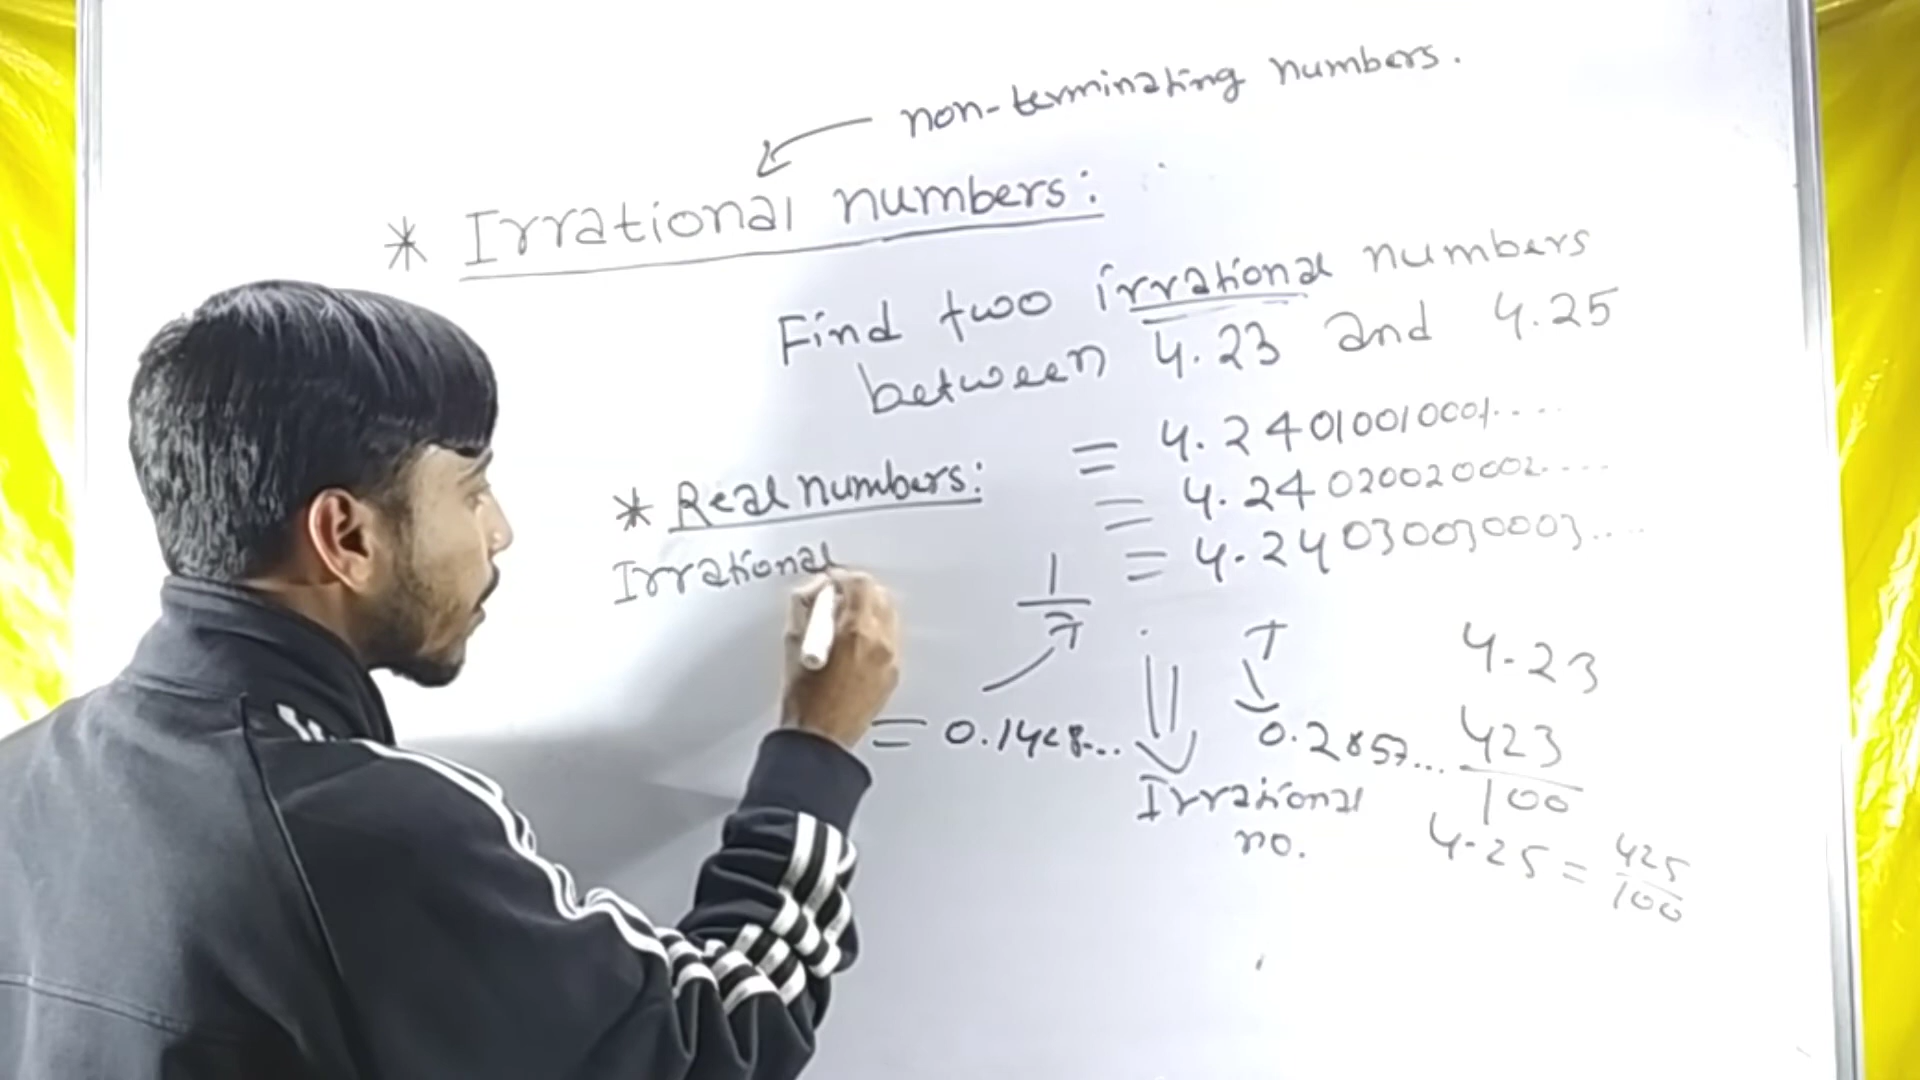 non-terminating numbers.
* Irrational numbers:
Find two irrational numbers
between 4.23 and 4.25
= 4.24010010001....
= 4.24020020002....
= 4.24030030003....
* Real numbers:
Irrational
1
7
= 0.1428...
0.2857...
Irrational
no.
4.23
423
100
4.25 = 425
100